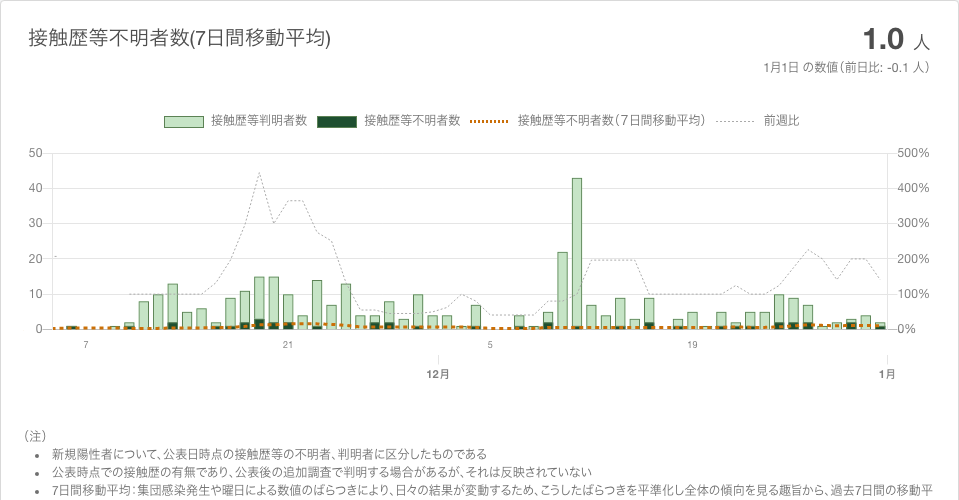 接触歴等不明者数(7日間移動平均)
1.0 人
1月1日 の数値（前日比: -0.1 人）
接触歴等判明者数 接触歴等不明者数 接触歴等不明者数（7日間移動平均） 前週比
50 500%
40 400%
30 300%
20 200%
10 100%
0 0%
7 21 5 19
12月 1月
（注）
• 新規陽性者について、公表日時点の接触歴等の不明者、判明者に区分したものである
• 公表時点での接触歴の有無であり、公表後の追加調査で判明する場合があるが、それは反映されていない
• 7日間移動平均：集団感染発生や曜日による数値のばらつきにより、日々の結果が変動するため、こうしたばらつきを平準化し全体の傾向を見る趣旨から、過去7日間の移動平